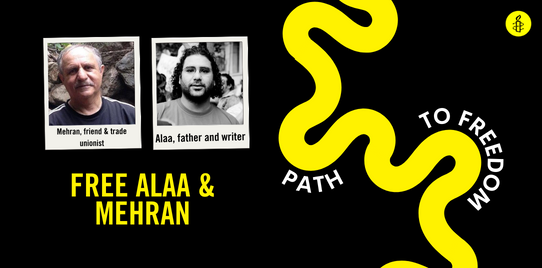 Mehran, friend & trade
unionist
Alaa, father and writer
FREE ALAA &
MEHRAN
PATH
TO FREEDOM